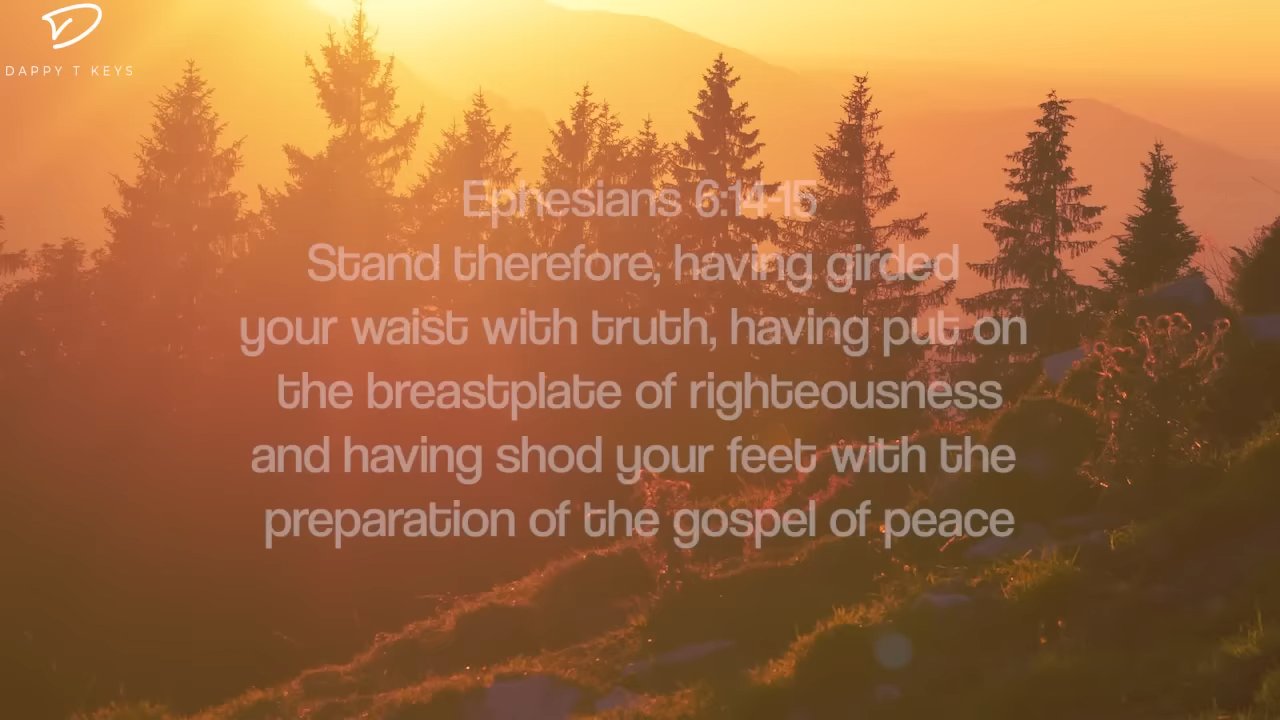 DAPPY T KEYS
Ephesians 6:14-15
Stand therefore, having girded
your waist with truth, having put on
the breastplate of righteousness
and having shod your feet with the
preparation of the gospel of peace